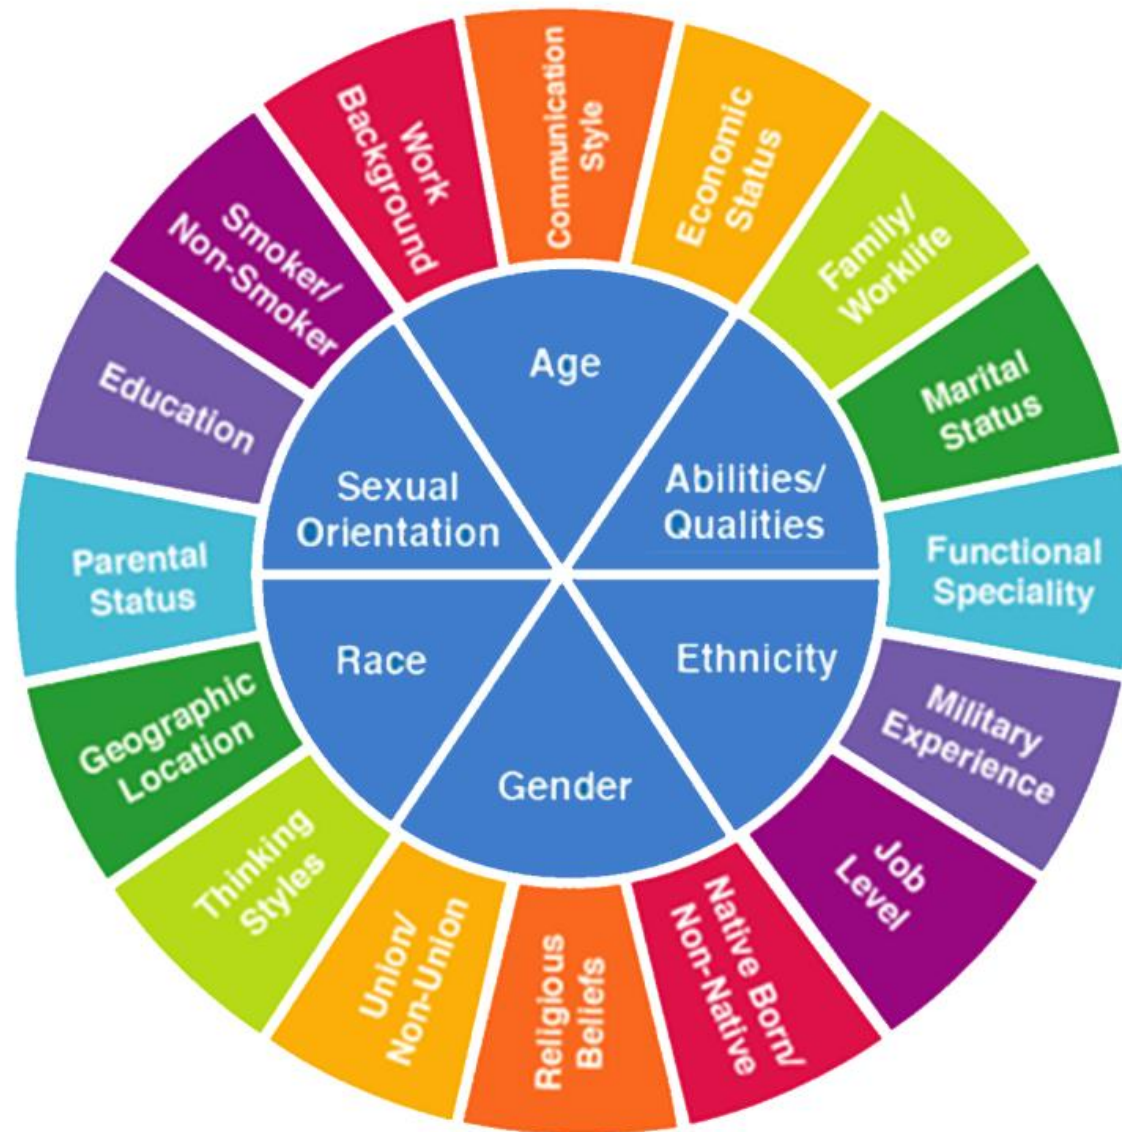 Communication
Style
Economic
Status
Family/
Worklife
Marital
Status
Functional
Speciality
Military
Experience
Job
Level
Native Born/
Non-Native
Religious
Beliefs
Union/
Non-Union
Thinking
Styles
Geographic
Location
Parental
Status
Education
Smoker/
Non-Smoker
Work
Background
Age
Abilities/
Qualities
Ethnicity
Gender
Race
Sexual
Orientation